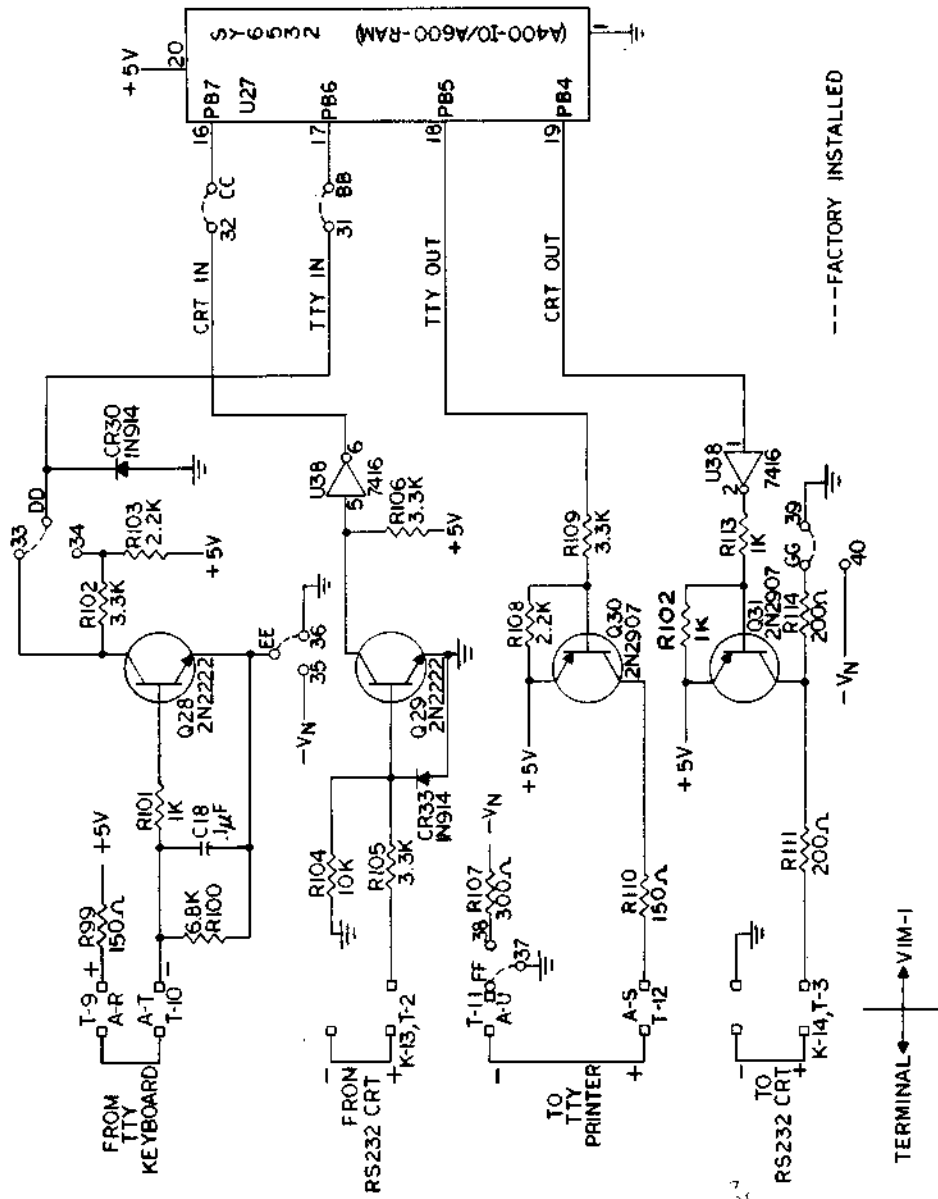 FROM
TTY
KEYBOARD
T-9
A-R
A-T
T-10
+
-
R99
150Ω
+5V
R101
1K
6.8K
R100
C18
.1µF
Q28
2N2222
33
DD
34
R102
3.3K
R103
2.2K
+5V
CR30
1N914
EE
35
36
-VN
FROM
RS232 CRT
-
+
K-13, T-2
R104
10K
R105
3.3K
CR33
1N914
Q29
2N2222
U38
5
6
7416
R106
3.3K
+5V
TO
TTY
PRINTER
-
+
T-11
A-U
FF
38
37
R107
300Ω
-VN
A-S
T-12
R110
150Ω
+5V
R108
2.2K
Q30
2N2907
R109
3.3K
TO
RS232 CRT
-
+
K-14, T-3
R111
200Ω
+5V
R102
1K
Q31
2N2907
R113
1K
U38
1
2
7416
R114
200Ω
GG
39
40
-VN
CRT IN
TTY IN
TTY OUT
CRT OUT
32
CC
31
BB
16
17
18
19
PB7
PB6
PB5
PB4
U27
+5V
20
SY-6532
(A400-IO/A600-RAM)
1
---FACTORY INSTALLED
TERMINAL
VIM-1